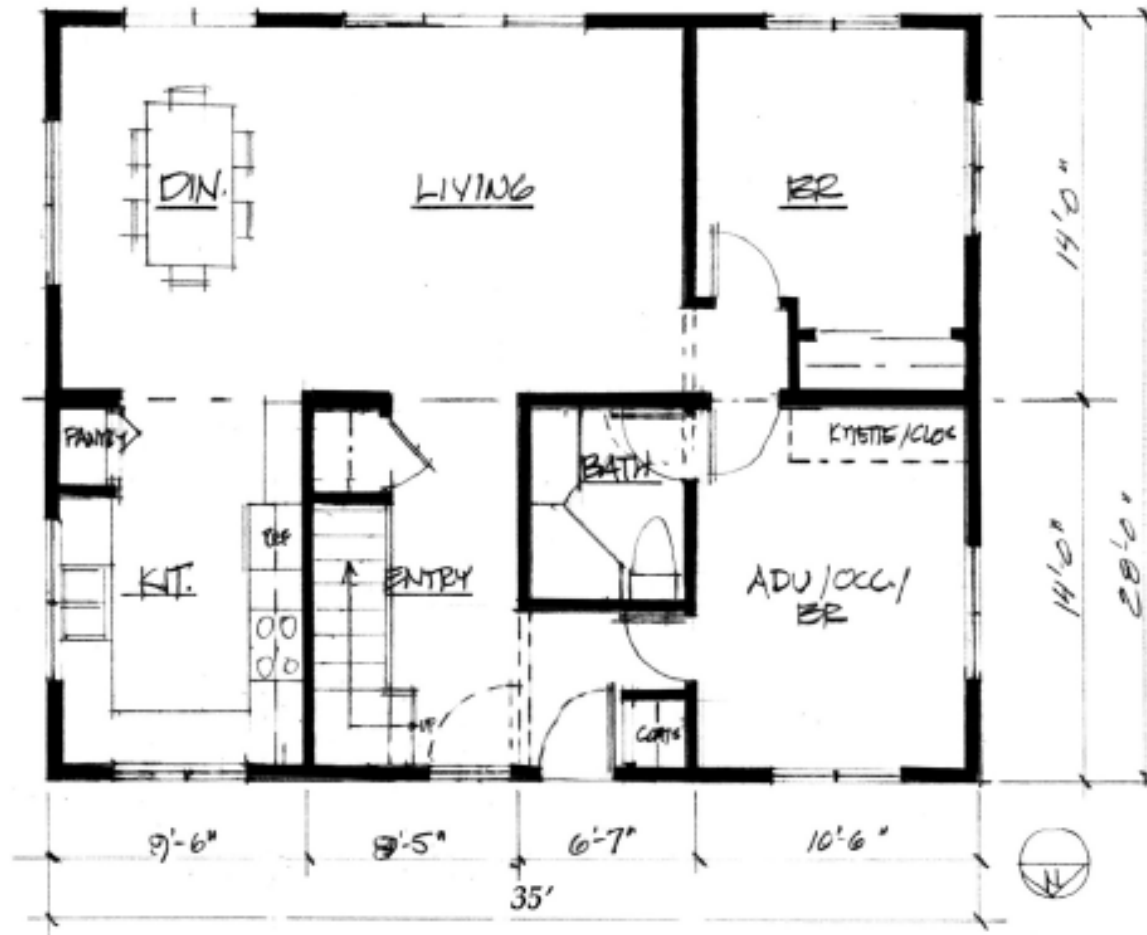 DIN.
LIVING
BR
14'0"
PANTRY
BATH
K'TETTE/CLOS
REF
KIT.
ENTRY
ADU/OCC./
BR
14'0"
28'0"
UP
COATS
9'-6"
8'-5"
6'-7"
10'-6"
35'
N